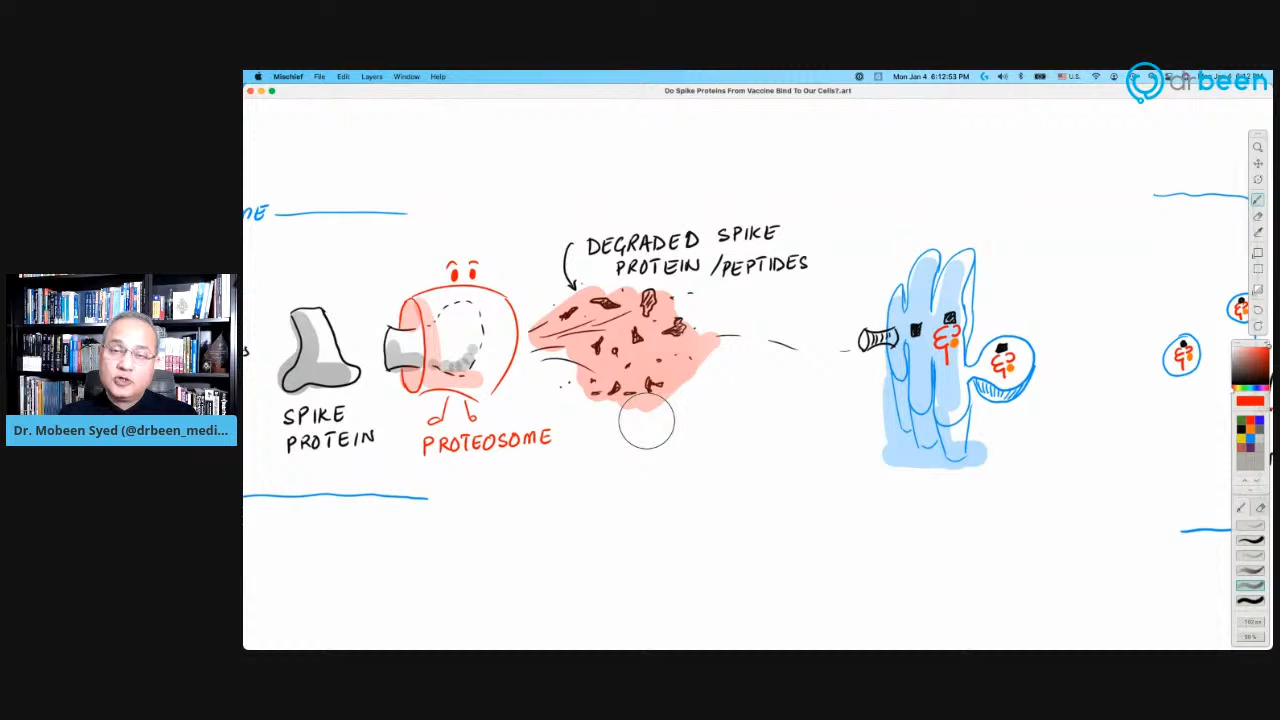 drbeen
Mischief File Edit Layers Window Help
U.S.
Mon Jan 4 6:12:53 PM
Do Spike Proteins From Vaccine Bind To Our Cells?.art
DEGRADED SPIKE
PROTEIN / PEPTIDES
SPIKE
PROTEIN
PROTEOSOME
Dr. Mobeen Syed (@drbeen_medi...